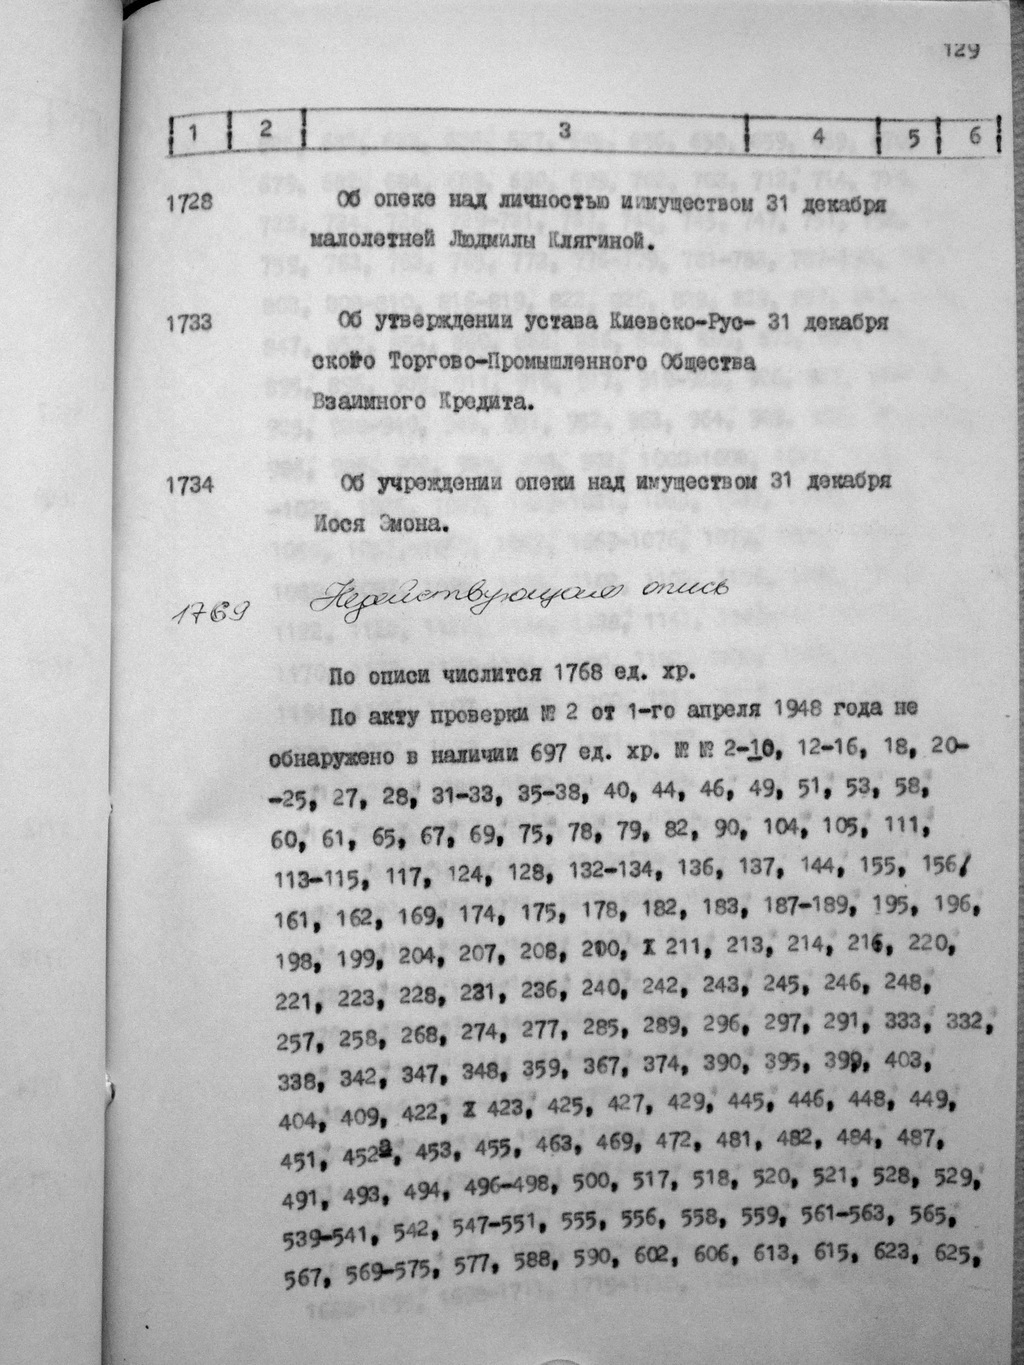 129
1 2 3 4 5 6
1728 Об опеке над личностью и имуществом 31 декабря
малолетней Людмилы Клягиной.
1733 Об утверждении устава Киевско-Рус- 31 декабря
ского Торгово-Промышленного Общества
Взаимного Кредита.
1734 Об учреждении опеки над имуществом 31 декабря
Иося Эмона.
1769 Недействующая опись
По описи числится 1768 ед. хр.
По акту проверки № 2 от 1-го апреля 1948 года не
обнаружено в наличии 697 ед. хр. № № 2-10, 12-16, 18, 20-
-25, 27, 28, 31-33, 35-38, 40, 44, 46, 49, 51, 53, 58,
60, 61, 65, 67, 69, 75, 78, 79, 82, 90, 104, 105, 111,
113-115, 117, 124, 128, 132-134, 136, 137, 144, 155, 156,
161, 162, 169, 174, 175, 178, 182, 183, 187-189, 195, 196,
198, 199, 204, 207, 208, 211, 213, 214, 216, 220,
221, 223, 228, 231, 236, 240, 242, 243, 245, 246, 248,
257, 258, 268, 274, 277, 285, 289, 296, 297, 291, 333, 332,
338, 342, 347, 348, 359, 367, 374, 390, 395, 399, 403,
404, 409, 422, 423, 425, 427, 429, 445, 446, 448, 449,
451, 452а, 453, 455, 463, 469, 472, 481, 482, 484, 487,
491, 493, 494, 496-498, 500, 517, 518, 520, 521, 528, 529,
539-541, 542, 547-551, 555, 556, 558, 559, 561-563, 565,
567, 569-575, 577, 588, 590, 602, 606, 613, 615, 623, 625,